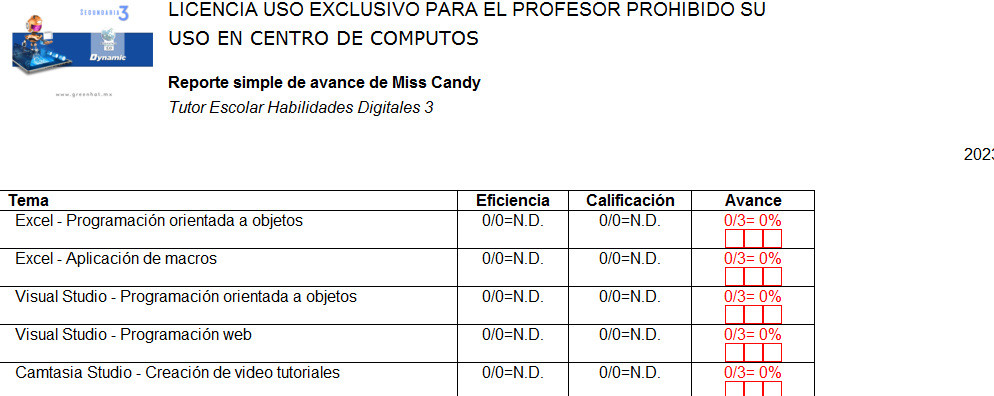 SECUNDARIA 3
Dynamic
www.greenhat.mx
LICENCIA USO EXCLUSIVO PARA EL PROFESOR PROHIBIDO SU
USO EN CENTRO DE COMPUTOS
Reporte simple de avance de Miss Candy
Tutor Escolar Habilidades Digitales 3
2023
Tema Eficiencia Calificación Avance
Excel - Programación orientada a objetos 0/0=N.D. 0/0=N.D. 0/3= 0%
Excel - Aplicación de macros 0/0=N.D. 0/0=N.D. 0/3= 0%
Visual Studio - Programación orientada a objetos 0/0=N.D. 0/0=N.D. 0/3= 0%
Visual Studio - Programación web 0/0=N.D. 0/0=N.D. 0/3= 0%
Camtasia Studio - Creación de video tutoriales 0/0=N.D. 0/0=N.D. 0/3= 0%